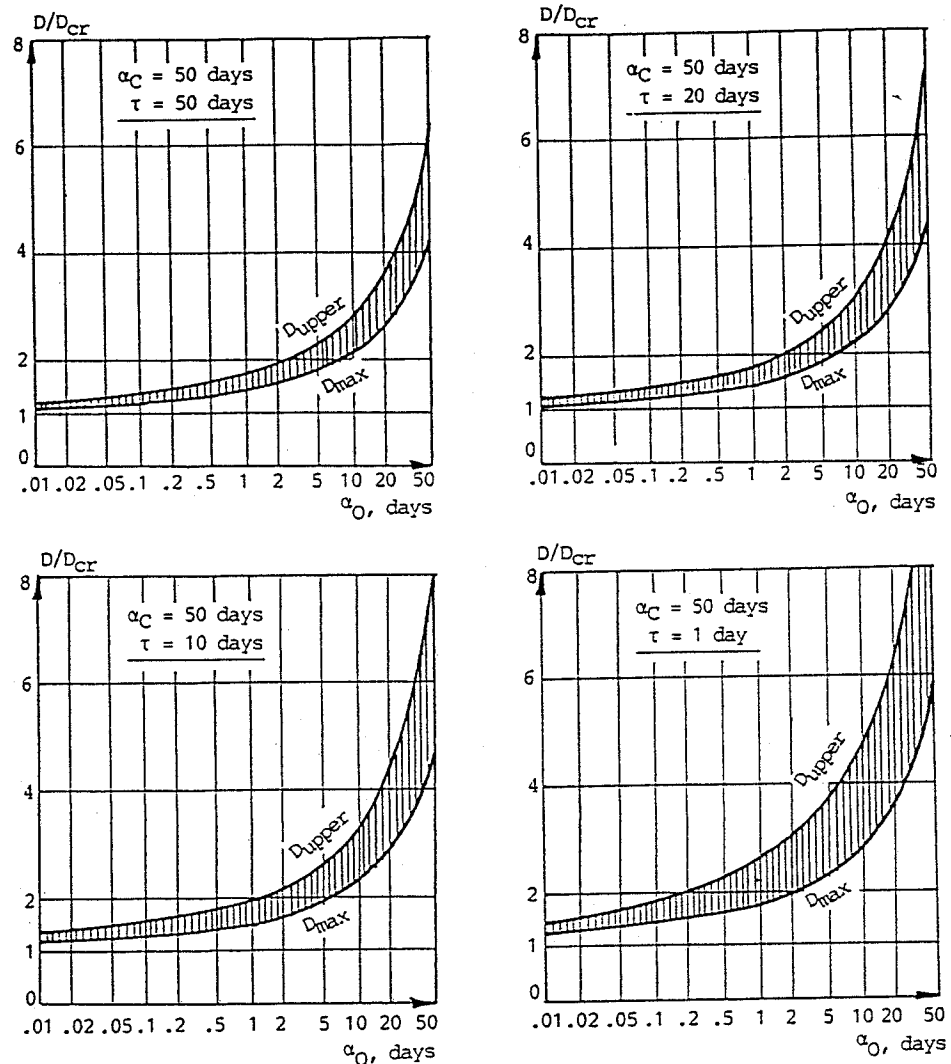 D/Dcr
8
αC = 50 days
τ = 50 days
6
4
Dupper
2
Dmax
1
0
.01 .02 .05 .1 .2 .5 1 2 5 10 20 50
αO, days
D/Dcr
8
αC = 50 days
τ = 20 days
6
4
Dupper
2
Dmax
1
0
.01 .02 .05 .1 .2 .5 1 2 5 10 20 50
αO, days
D/Dcr
8
αC = 50 days
τ = 10 days
6
4
Dupper
2
Dmax
1
0
.01 .02 .05 .1 .2 .5 1 2 5 10 20 50
αO, days
D/Dcr
8
αC = 50 days
τ = 1 day
6
Dupper
4
2
Dmax
1
0
.01 .02 .05 .1 .2 .5 1 2 5 10 20 50
αO, days